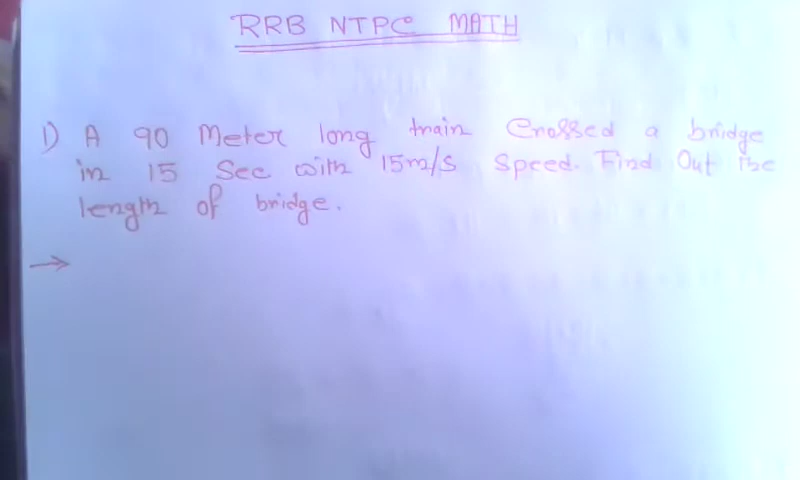 RRB NTPC MATH
1) A 90 Meter long train Crossed a bridge
in 15 Sec with 15m/s Speed. Find Out the
length of bridge.
→